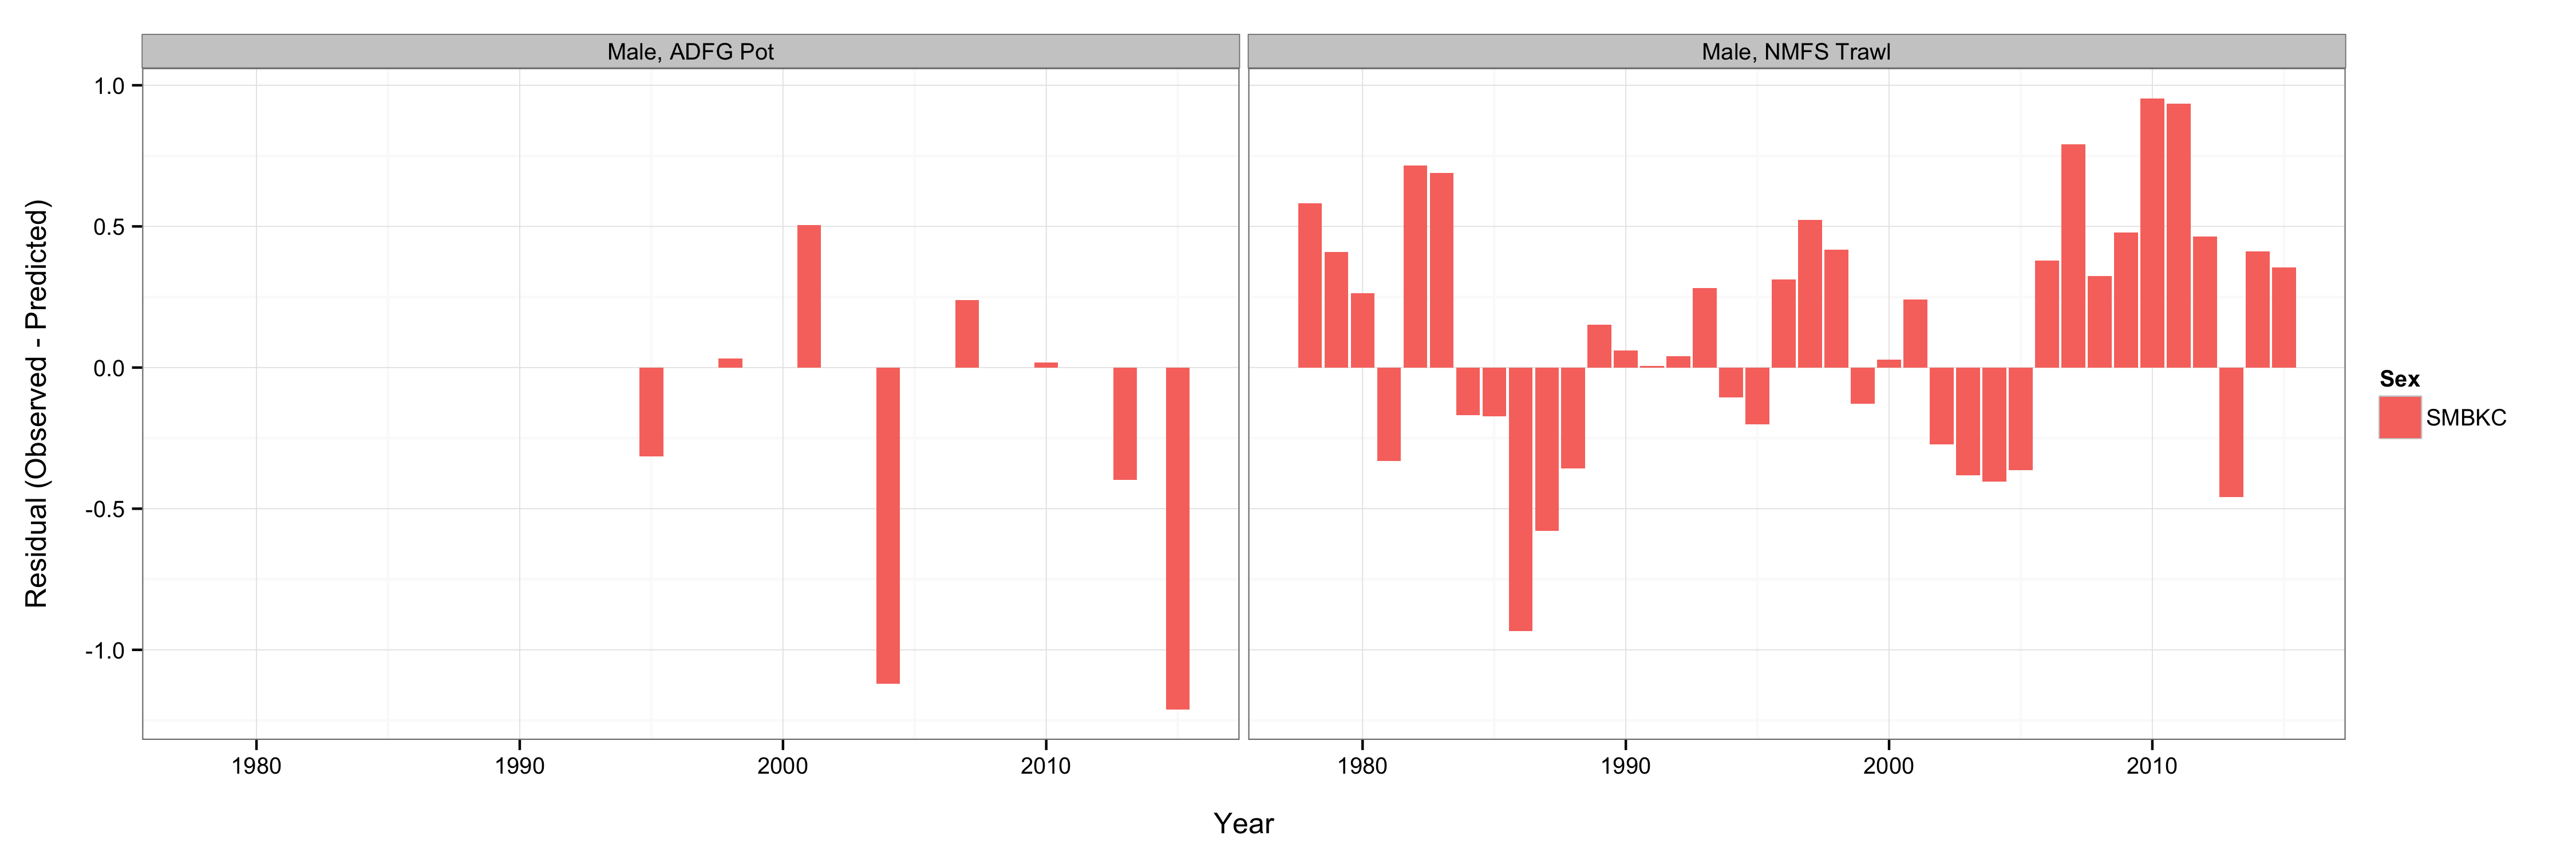 Male, ADFG Pot
Male, NMFS Trawl
Residual (Observed - Predicted)
1.0
0.5
0.0
-0.5
-1.0
1980
1990
2000
2010
1980
1990
2000
2010
Year
Sex
SMBKC